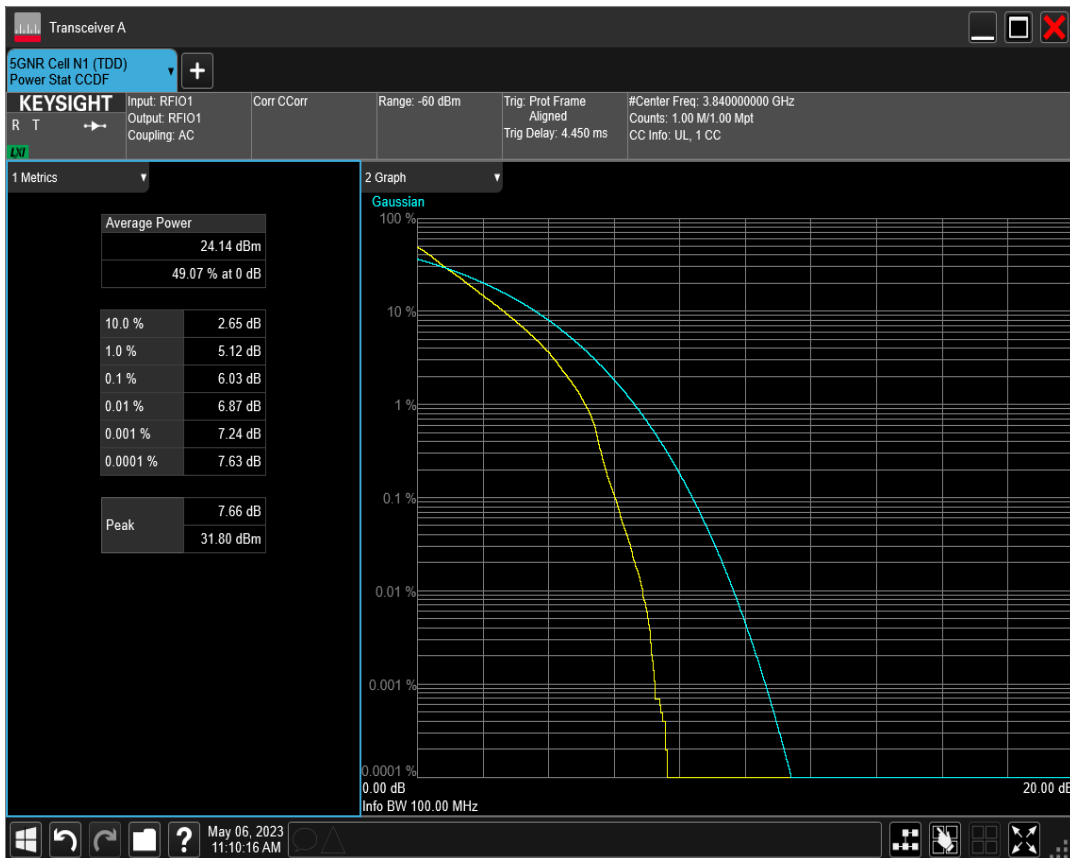 Transceiver A
5GNR Cell N1 (TDD)
Power Stat CCDF
KEYSIGHT
R T
LXI
Input: RFIO1
Output: RFIO1
Coupling: AC
Corr CCorr
Range: -60 dBm
Trig: Prot Frame
Aligned
Trig Delay: 4.450 ms
#Center Freq: 3.840000000 GHz
Counts: 1.00 M/1.00 Mpt
CC Info: UL, 1 CC
1 Metrics
Average Power
24.14 dBm
49.07 % at 0 dB
10.0 % 2.65 dB
1.0 % 5.12 dB
0.1 % 6.03 dB
0.01 % 6.87 dB
0.001 % 7.24 dB
0.0001 % 7.63 dB
Peak
7.66 dB
31.80 dBm
2 Graph
Gaussian
100 %
10 %
1 %
0.1 %
0.01 %
0.001 %
0.0001 %
0.00 dB
20.00 dB
Info BW 100.00 MHz
?
May 06, 2023
11:10:16 AM